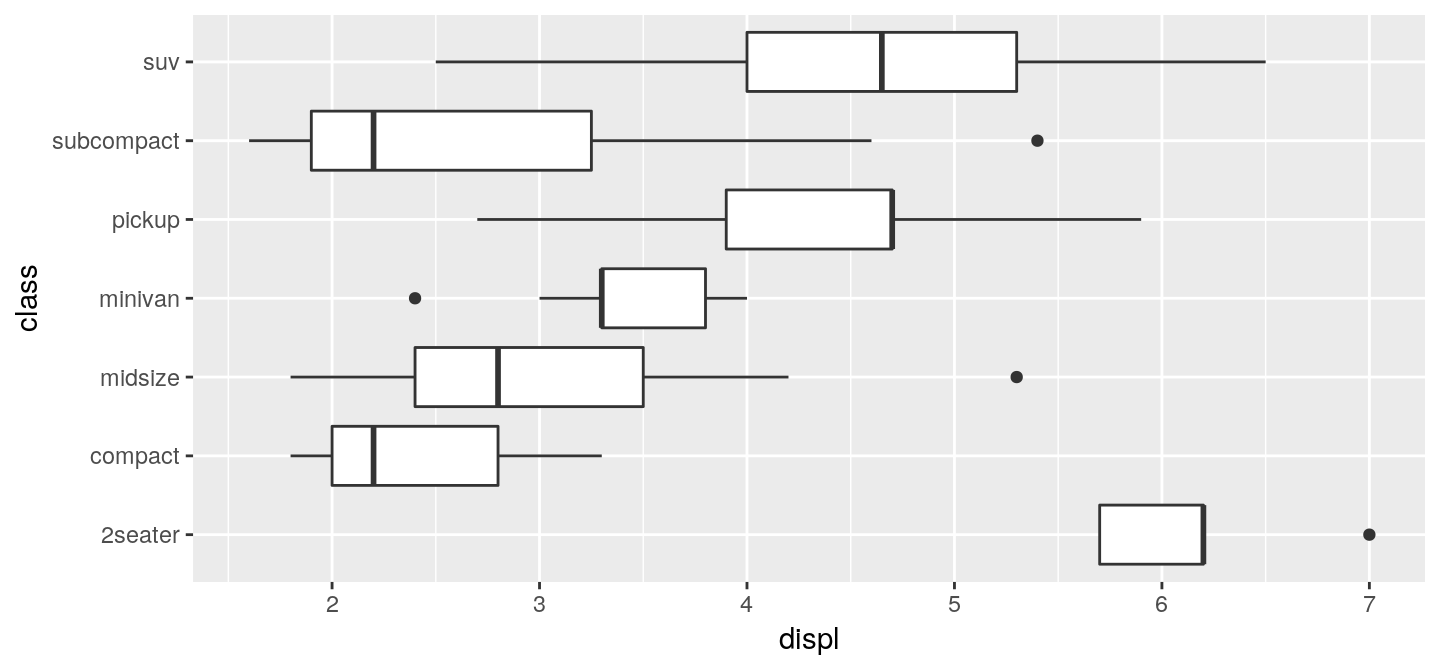 suv
subcompact
pickup
minivan
midsize
compact
2seater
class
2 3 4 5 6 7
displ